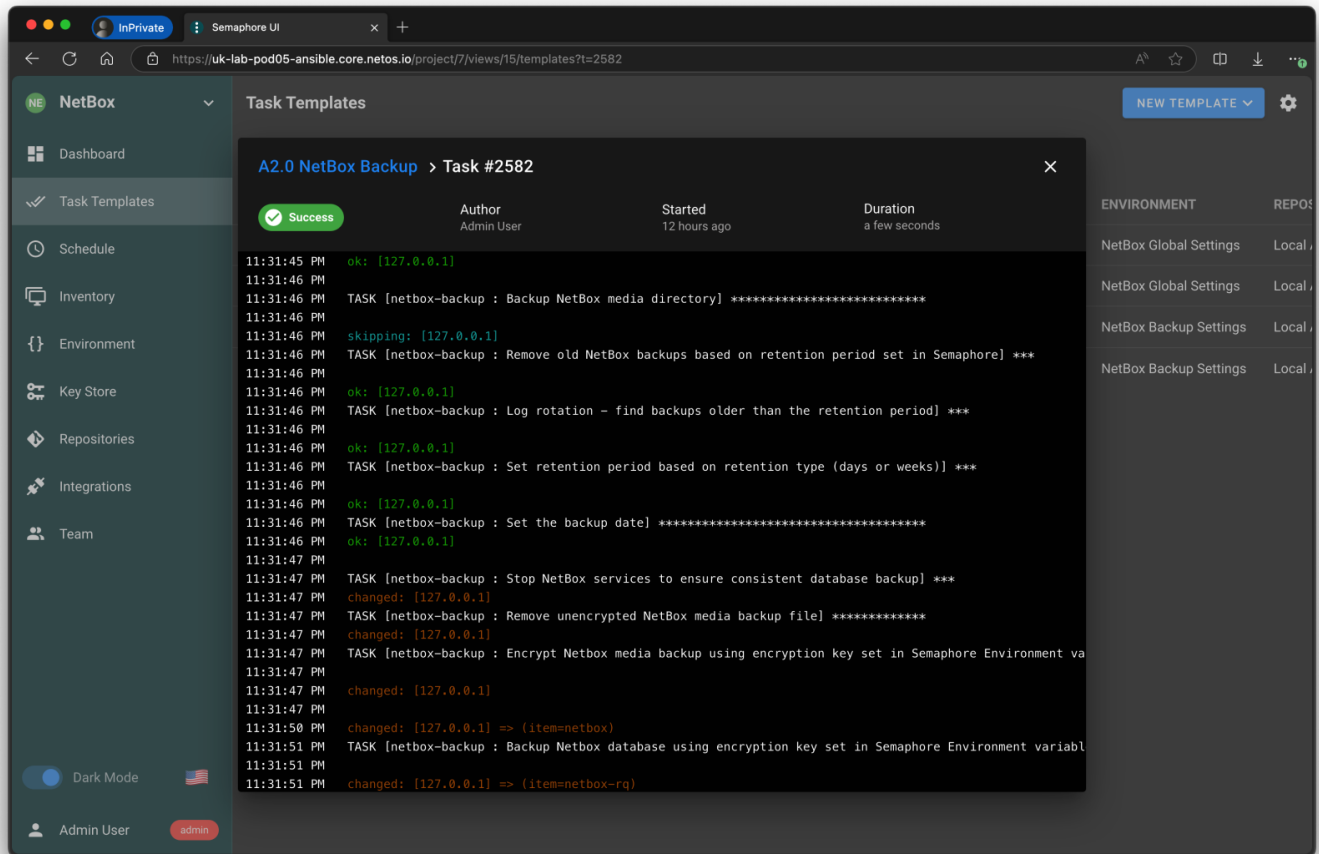 InPrivate
Semaphore UI
https://uk-lab-pod05-ansible.core.netos.io/project/7/views/15/templates?t=2582
NE NetBox
Task Templates
NEW TEMPLATE
Dashboard
Task Templates
Schedule
Inventory
Environment
Key Store
Repositories
Integrations
Team
Dark Mode
Admin User admin
A2.0 NetBox Backup > Task #2582
Success
Author
Admin User
Started
12 hours ago
Duration
a few seconds
11:31:45 PM ok: [127.0.0.1]
11:31:46 PM
11:31:46 PM TASK [netbox-backup : Backup NetBox media directory] ***************************
11:31:46 PM
11:31:46 PM skipping: [127.0.0.1]
11:31:46 PM TASK [netbox-backup : Remove old NetBox backups based on retention period set in Semaphore] ***
11:31:46 PM
11:31:46 PM ok: [127.0.0.1]
11:31:46 PM TASK [netbox-backup : Log rotation – find backups older than the retention period] ***
11:31:46 PM
11:31:46 PM ok: [127.0.0.1]
11:31:46 PM TASK [netbox-backup : Set retention period based on retention type (days or weeks)] ***
11:31:46 PM
11:31:46 PM ok: [127.0.0.1]
11:31:46 PM TASK [netbox-backup : Set the backup date] *************************************
11:31:46 PM ok: [127.0.0.1]
11:31:47 PM
11:31:47 PM TASK [netbox-backup : Stop NetBox services to ensure consistent database backup] ***
11:31:47 PM changed: [127.0.0.1]
11:31:47 PM TASK [netbox-backup : Remove unencrypted NetBox media backup file] *************
11:31:47 PM changed: [127.0.0.1]
11:31:47 PM TASK [netbox-backup : Encrypt Netbox media backup using encryption key set in Semaphore Environment va
11:31:47 PM
11:31:47 PM changed: [127.0.0.1]
11:31:47 PM
11:31:50 PM changed: [127.0.0.1] => (item=netbox)
11:31:51 PM TASK [netbox-backup : Backup Netbox database using encryption key set in Semaphore Environment variabl
11:31:51 PM
11:31:51 PM changed: [127.0.0.1] => (item=netbox-rq)
ENVIRONMENT REPOS
NetBox Global Settings Local
NetBox Global Settings Local
NetBox Backup Settings Local
NetBox Backup Settings Local